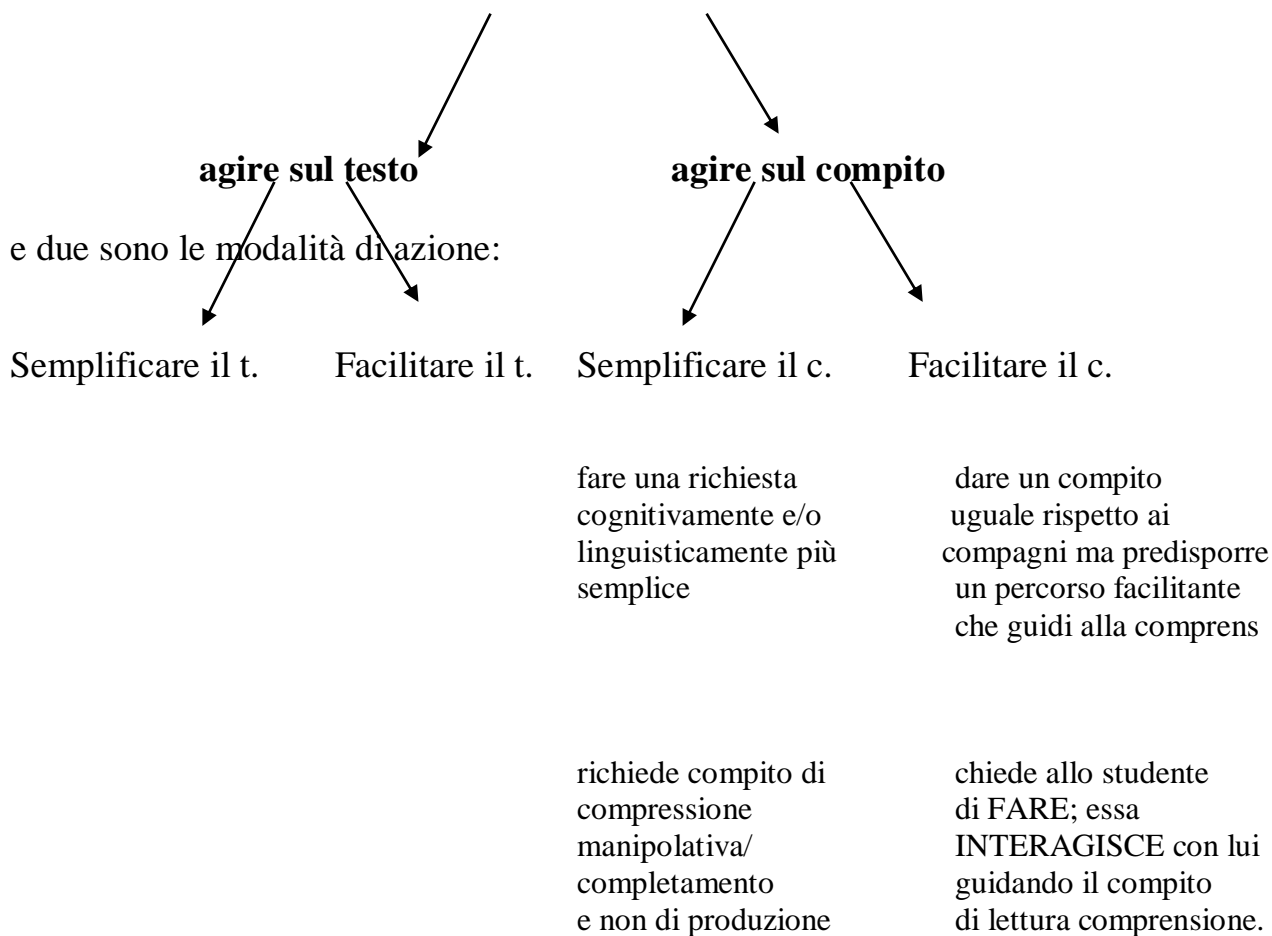 agire sul testo agire sul compito
e due sono le modalità di azione:
Semplificare il t. Facilitare il t. Semplificare il c. Facilitare il c.
fare una richiesta
cognitivamente e/o
linguisticamente più
semplice
dare un compito
uguale rispetto ai
compagni ma predisporre
un percorso facilitante
che guidi alla comprens
richiede compito di
compressione
manipolativa/
completamento
e non di produzione
chiede allo studente
di FARE; essa
INTERAGISCE con lui
guidando il compito
di lettura comprensione.